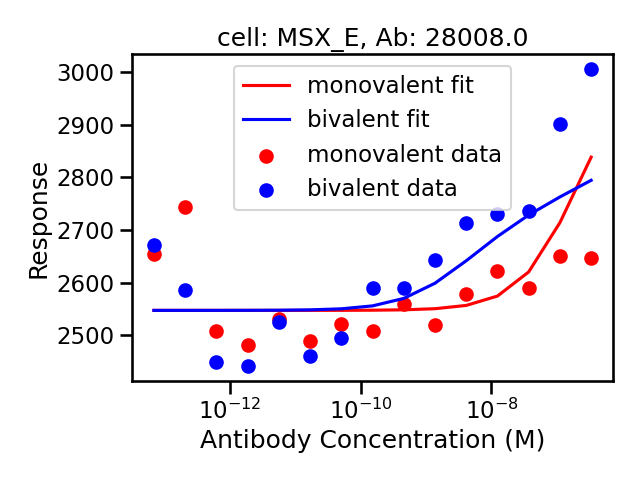 cell: MSX_E, Ab: 28008.0
monovalent fit
bivalent fit
monovalent data
bivalent data
Response
3000
2900
2800
2700
2600
2500
10⁻¹²
10⁻¹⁰
10⁻⁸
Antibody Concentration (M)